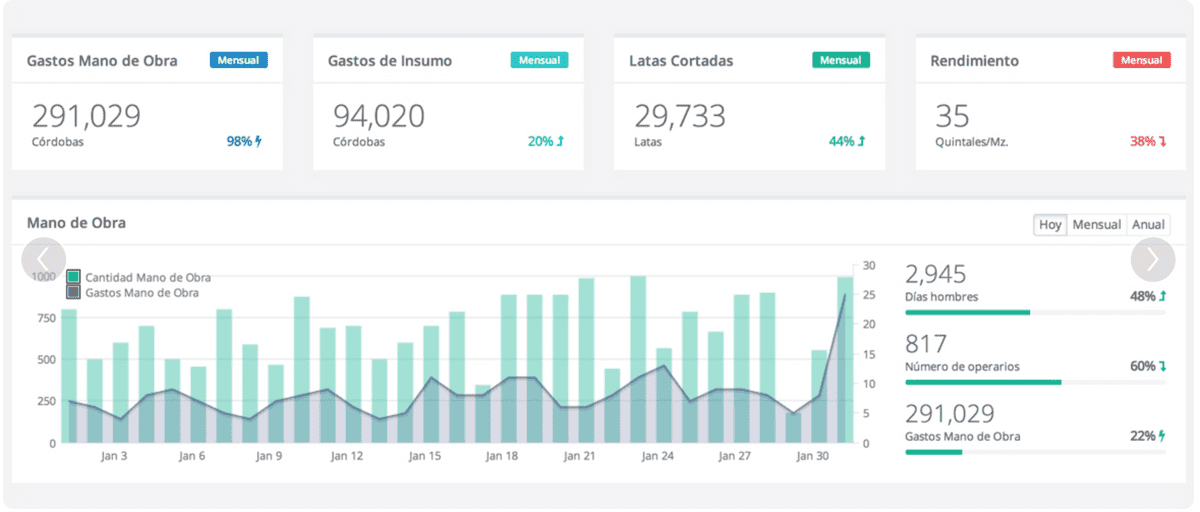 Gastos Mano de Obra Mensual
291,029
Córdobas 98%
Gastos de Insumo Mensual
94,020
Córdobas 20%
Latas Cortadas Mensual
29,733
Latas 44%
Rendimiento Mensual
35
Quintales/Mz. 38%
Mano de Obra
Hoy Mensual Anual
Cantidad Mano de Obra
Gastos Mano de Obra
1000
750
500
250
0
30
25
20
15
10
5
0
Jan 3 Jan 6 Jan 9 Jan 12 Jan 15 Jan 18 Jan 21 Jan 24 Jan 27 Jan 30
2,945
Días hombres 48%
817
Número de operarios 60%
291,029
Gastos Mano de Obra 22%